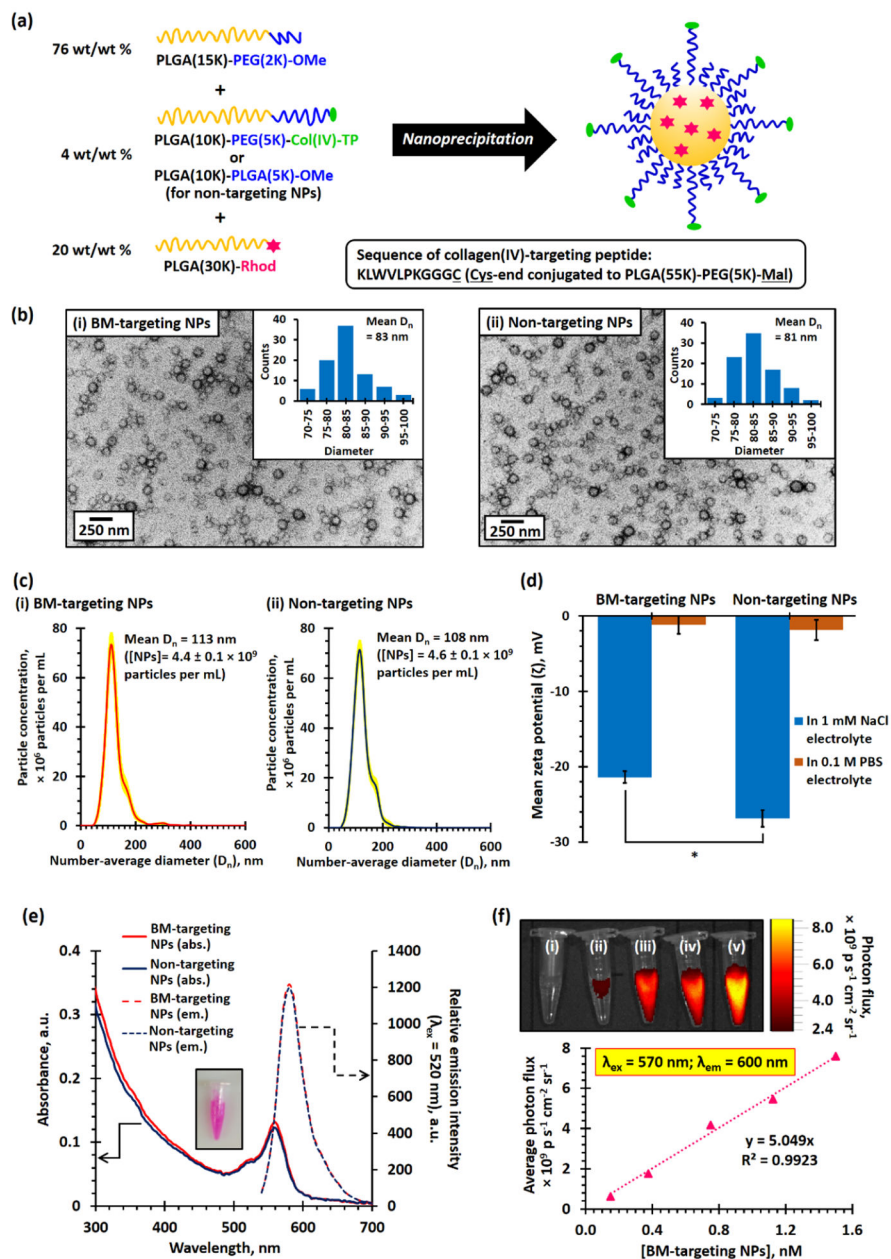 (a)
76 wt/wt %
PLGA(15K)-PEG(2K)-OMe
+
4 wt/wt %
PLGA(10K)-PEG(5K)-Col(IV)-TP
or
PLGA(10K)-PLGA(5K)-OMe
(for non-targeting NPs)
+
20 wt/wt %
PLGA(30K)-Rhod
Nanoprecipitation
Sequence of collagen(IV)-targeting peptide:
KLWVLPKGGGC (Cys-end conjugated to PLGA(55K)-PEG(5K)-Mal)
(b)
(i) BM-targeting NPs
250 nm
Mean Dn
= 83 nm
Counts
40
30
20
10
0
70-75
75-80
80-85
85-90
90-95
95-100
Diameter
(ii) Non-targeting NPs
250 nm
Mean Dn
= 81 nm
Counts
40
30
20
10
0
70-75
75-80
80-85
85-90
90-95
95-100
Diameter
(c)
(i) BM-targeting NPs
Mean Dn = 113 nm
([NPs]= 4.4 ± 0.1 × 10⁹
particles per mL)
Particle concentration,
× 10⁶ particles per mL
80
60
40
20
0
0 200 400 600
Number-average diameter (Dn), nm
(ii) Non-targeting NPs
Mean Dn = 108 nm
([NPs]= 4.6 ± 0.1 × 10⁹
particles per mL)
Particle concentration,
× 10⁶ particles per mL
80
60
40
20
0
0 200 400 600
Number-average diameter (Dn), nm
(d)
BM-targeting NPs Non-targeting NPs
Mean zeta potential (ζ), mV
0
-10
-20
-30
In 1 mM NaCl
electrolyte
In 0.1 M PBS
electrolyte
*
(e)
BM-targeting
NPs (abs.)
Non-targeting
NPs (abs.)
BM-targeting
NPs (em.)
Non-targeting
NPs (em.)
Absorbance, a.u.
0.4
0.3
0.2
0.1
0
300 400 500 600 700
Wavelength, nm
1400
1200
1000
800
600
400
200
0
Relative emission intensity
(λex = 520 nm), a.u.
(f)
(i) (ii) (iii) (iv) (v)
8.0
6.0
4.0
2.4
Photon flux,
× 10⁹ p s⁻¹ cm⁻² sr⁻¹
λex = 570 nm; λem = 600 nm
Average photon flux
× 10⁹ p s⁻¹ cm⁻² sr⁻¹
8
6
4
2
0
y = 5.049x
R² = 0.9923
0.0 0.4 0.8 1.2 1.6
[BM-targeting NPs], nM